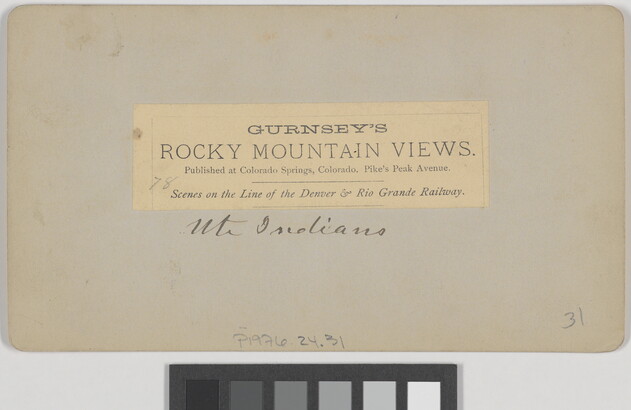 GURNSEY'S
ROCKY MOUNTAIN VIEWS.
Published at Colorado Springs, Colorado. Pike's Peak Avenue.
78
Scenes on the Line of the Denver & Rio Grande Railway.
Ute Indians
31
P1976.24.31